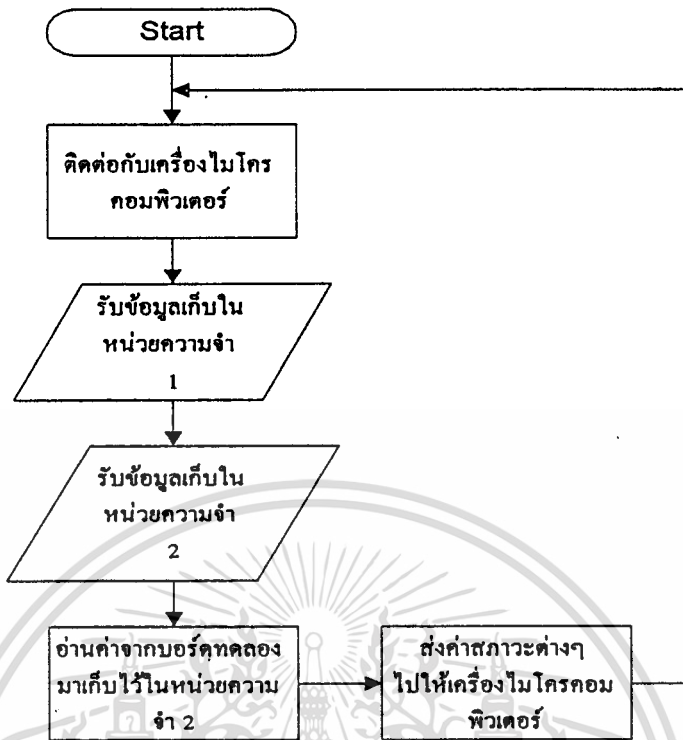 Start
ติดต่อกับเครื่องไมโคร
คอมพิวเตอร์
รับข้อมูลเก็บใน
หน่วยความจำ
1
รับข้อมูลเก็บใน
หน่วยความจำ
2
อ่านค่าจากบอร์ดทดลอง
มาเก็บไว้ในหน่วยความ
จำ 2
ส่งค่าสภาวะต่างๆ
ไปให้เครื่องไมโครคอม
พิวเตอร์